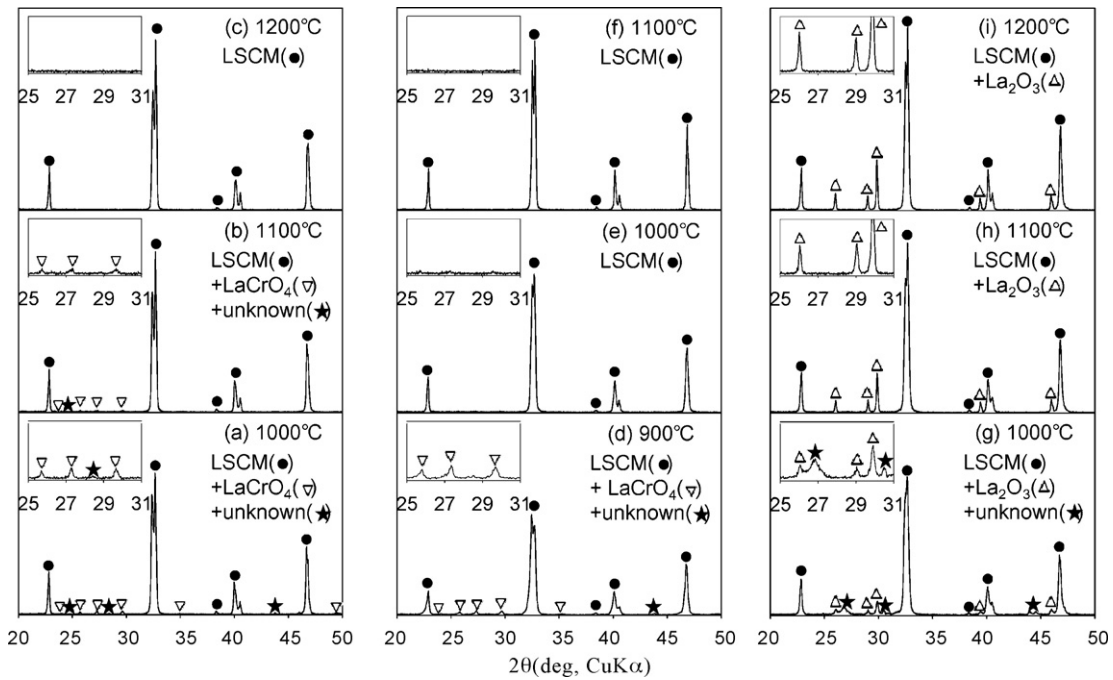 (c) 1200℃
LSCM(●)
25 27 29 31
(b) 1100℃
LSCM(●)
+LaCrO₄(▽)
+unknown(★)
25 27 29 31
(a) 1000℃
LSCM(●)
+LaCrO₄(▽)
+unknown(★)
25 27 29 31
20 25 30 35 40 45 50
(f) 1100℃
LSCM(●)
25 27 29 31
(e) 1000℃
LSCM(●)
25 27 29 31
(d) 900℃
LSCM(●)
+ LaCrO₄(▽)
+unknown(★)
25 27 29 31
20 25 30 35 40 45 50
(i) 1200℃
LSCM(●)
+La₂O₃(△)
25 27 29 31
(h) 1100℃
LSCM(●)
+La₂O₃(△)
25 27 29 31
(g) 1000℃
LSCM(●)
+La₂O₃(△)
+unknown(★)
25 27 29 31
20 25 30 35 40 45 50
2θ(deg, CuKα)